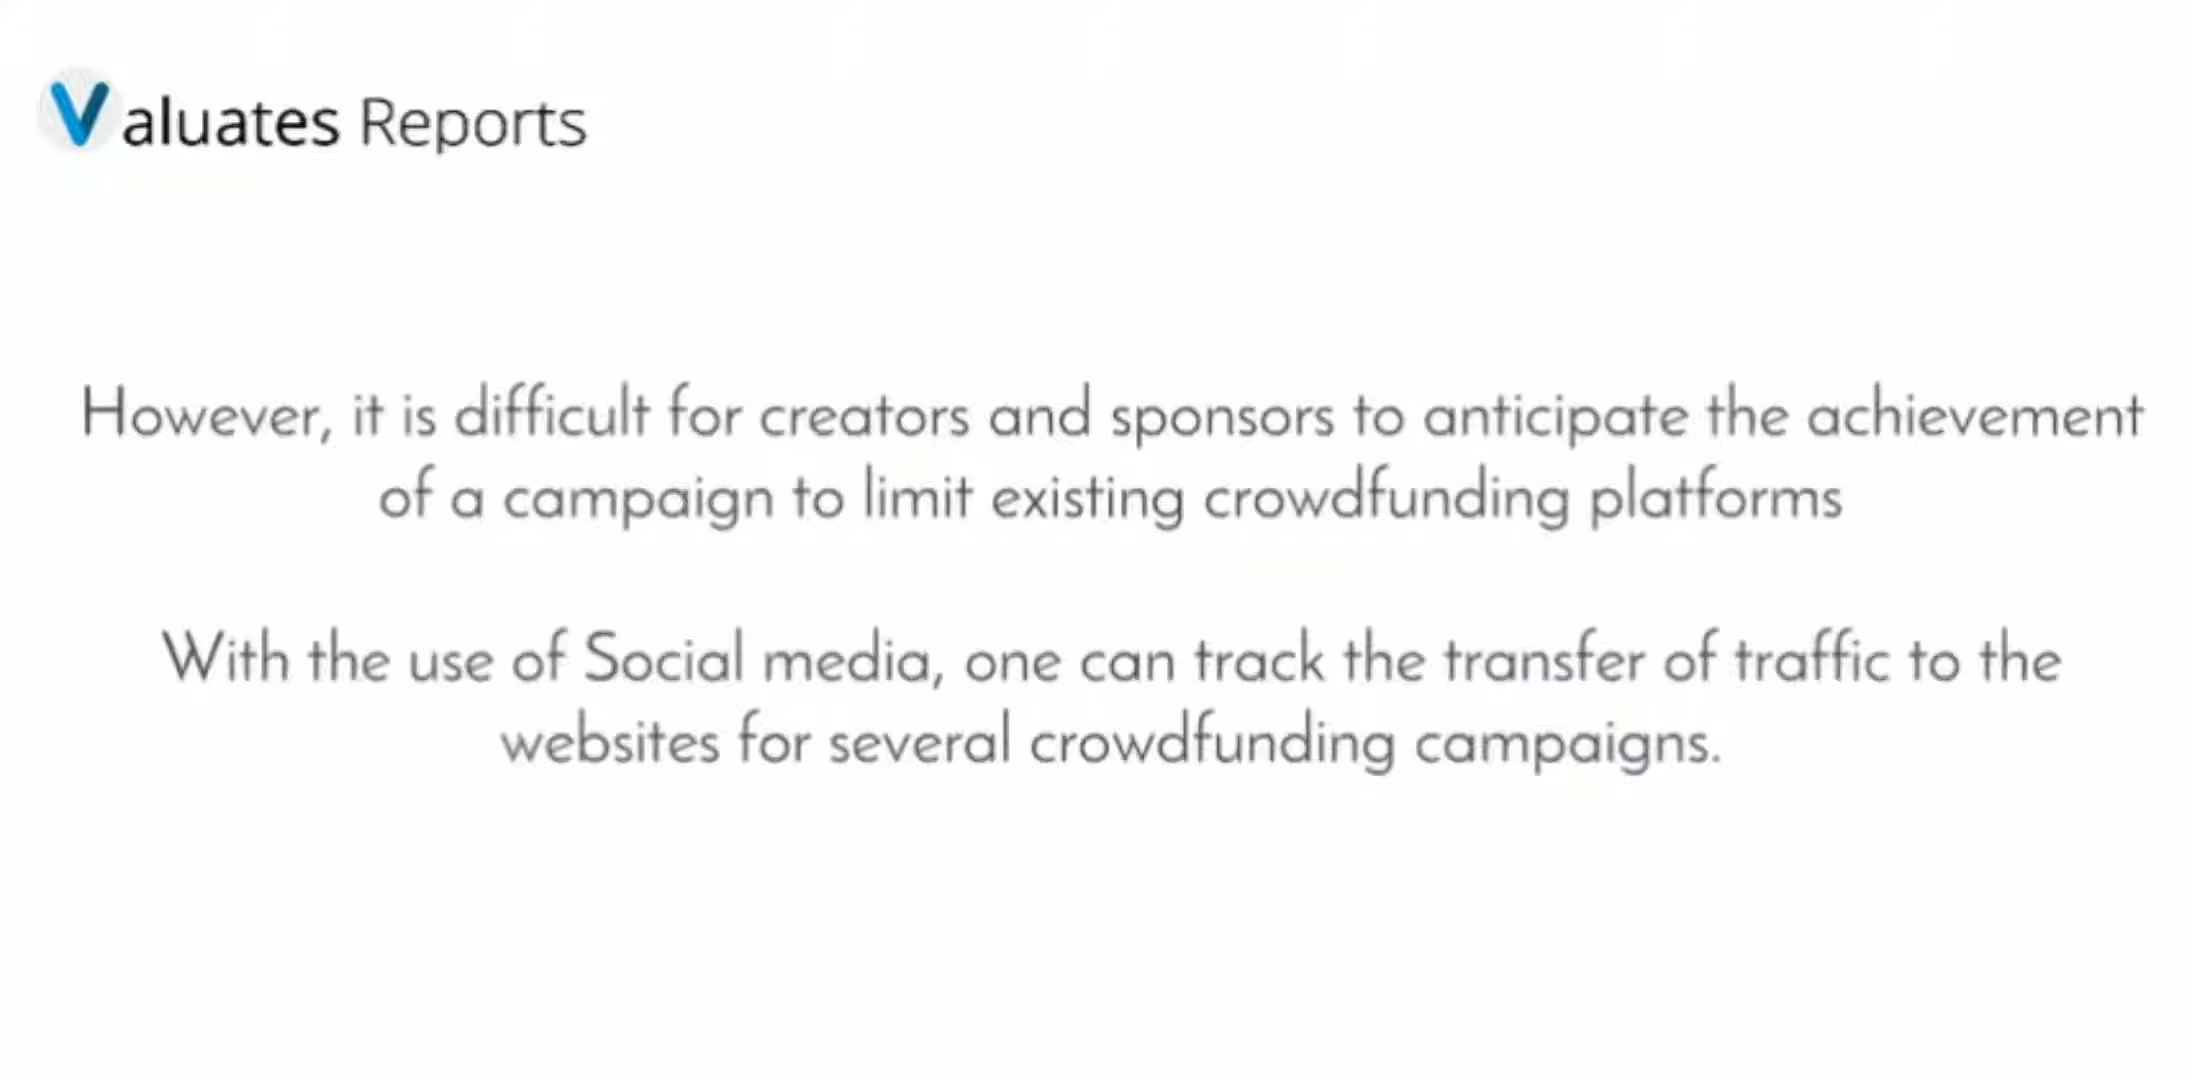 Valuates Reports
However, it is difficult for creators and sponsors to anticipate the achievement
of a campaign to limit existing crowdfunding platforms
With the use of Social media, one can track the transfer of traffic to the
websites for several crowdfunding campaigns.